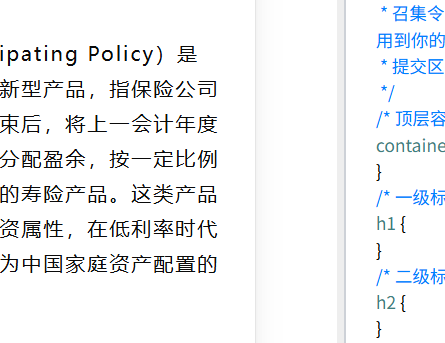 ipating Policy）是
新型产品，指保险公司
束后，将上一会计年度
分配盈余，按一定比例
的寿险产品。这类产品
资属性，在低利率时代
为中国家庭资产配置的
* 召集令
用到你的
* 提交区
*/
/* 顶层容
containe
}
/* 一级标
h1 {
}
/* 二级标
h2 {
}